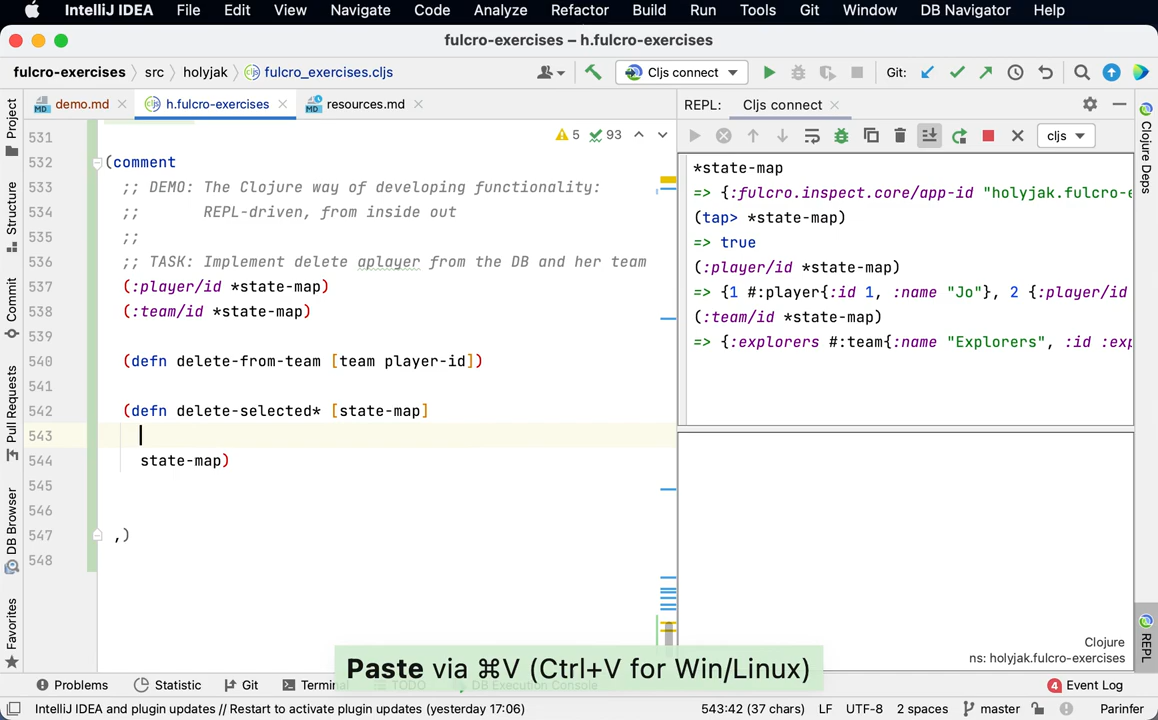 IntelliJ IDEA File Edit View Navigate Code Analyze Refactor Build Run Tools Git Window DB Navigator Help
fulcro-exercises – h.fulcro-exercises
fulcro-exercises src holyjak fulcro_exercises.cljs Cljs connect Git:
demo.md h.fulcro-exercises resources.md REPL: Cljs connect
Project
Structure
Commit
Pull Requests
DB Browser
Favorites
5 93
531
532 (comment
533 ;; DEMO: The Clojure way of developing functionality:
534 ;; REPL-driven, from inside out
535 ;;
536 ;; TASK: Implement delete aplayer from the DB and her team
537 (:player/id *state-map)
538 (:team/id *state-map)
539
540 (defn delete-from-team [team player-id])
541
542 (defn delete-selected* [state-map]
543
544 state-map)
545
546
547 ,)
548
cljs
*state-map
=> {:fulcro.inspect.core/app-id "holyjak.fulcro-e
(tap> *state-map)
=> true
(:player/id *state-map)
=> {1 #:player{:id 1, :name "Jo"}, 2 {:player/id
(:team/id *state-map)
=> {:explorers #:team{:name "Explorers", :id :exp
Clojure
ns: holyjak.fulcro-exercises
Clojure Deps
REPL
Paste via ⌘V (Ctrl+V for Win/Linux)
Problems Statistic Git Terminal TODO DB Execution Console 4 Event Log
IntelliJ IDEA and plugin updates // Restart to activate plugin updates (yesterday 17:06) 543:42 (37 chars) LF UTF-8 2 spaces master Parinfer